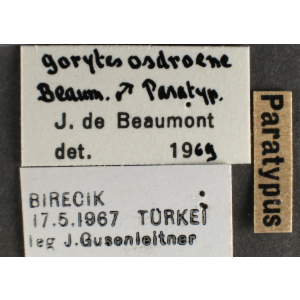 gorytes osdroene
Beaum. ♂ Paratyp.
J. de Beaumont
det. 1969
BIRECIK
17.5.1967 TÜRKEI
leg J.Gusenleitner
Paratypus